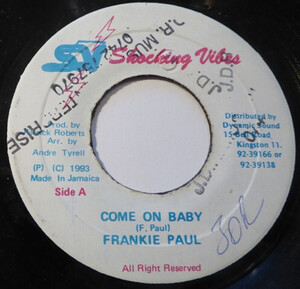 SV Shocking Vibes
J.R. MUS
J.D.
J.D.
J.D.
Prod. by
Roberts
Arr. by
Andre Tyrell
(P) (C) 1993
Made In Jamaica
Side A
Distributed by
Dynamic Sound
15 Bell Road
Kingston 11.
92-39166 or
92-39138
COME ON BABY
(F. Paul)
FRANKIE PAUL
All Right Reserved